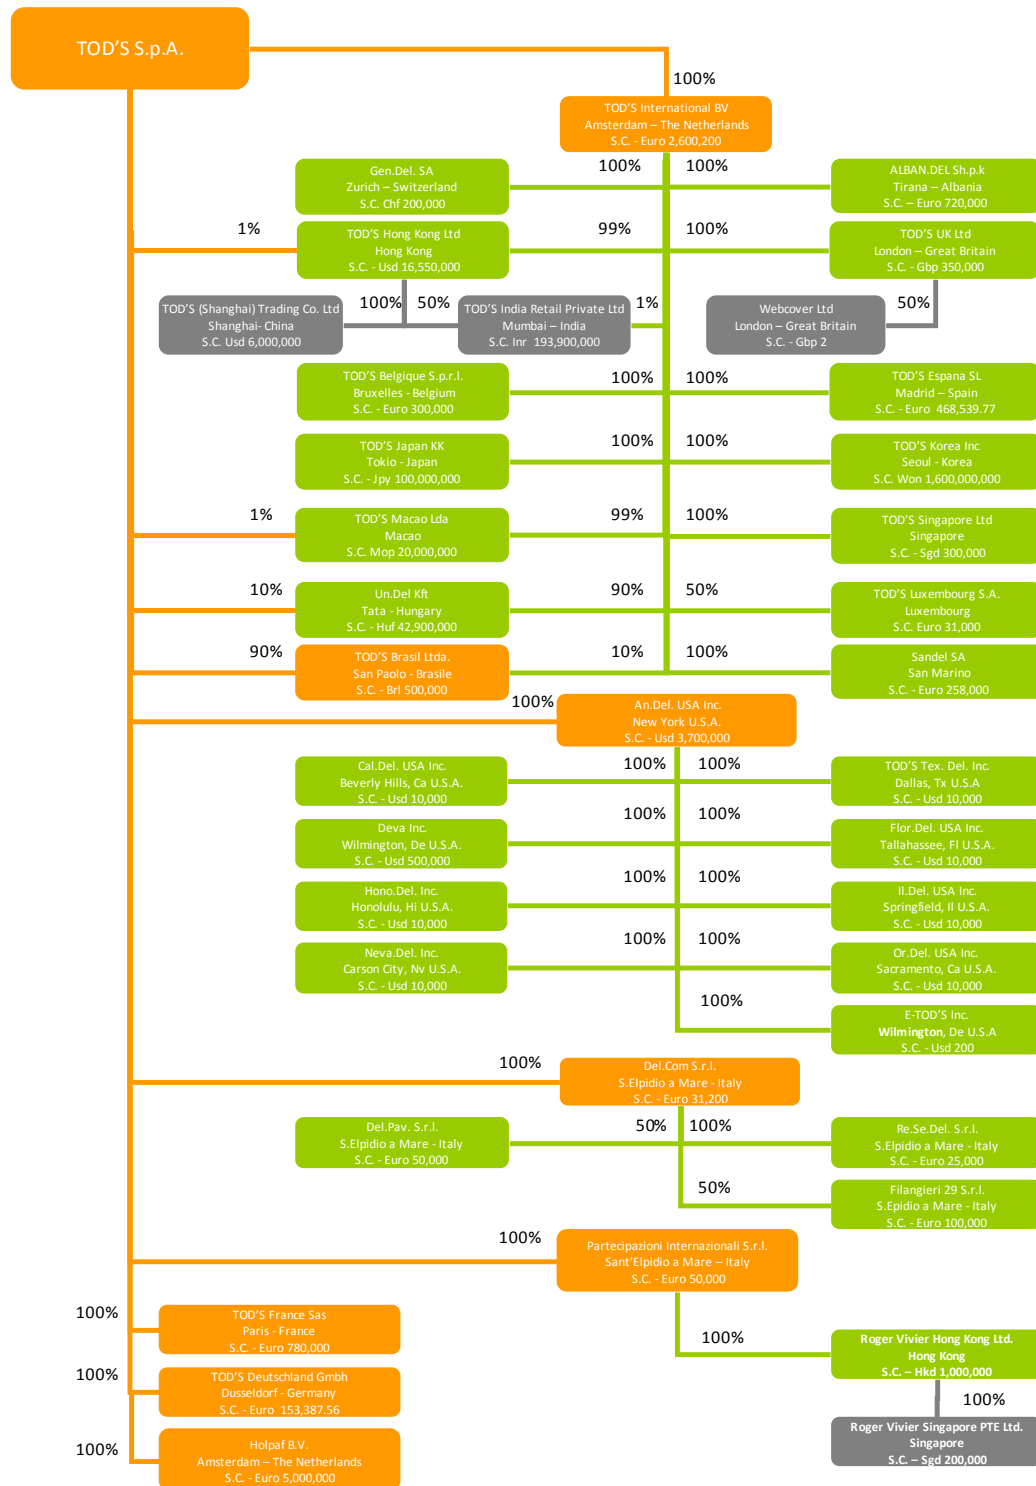 TOD'S S.p.A.
100%
TOD'S International BV
Amsterdam – The Netherlands
S.C. - Euro 2,600,200
Gen.Del. SA
Zurich – Switzerland
S.C. Chf 200,000
100%
100%
ALBAN.DEL Sh.p.k
Tirana – Albania
S.C. – Euro 720,000
1%
TOD'S Hong Kong Ltd
Hong Kong
S.C. - Usd 16,550,000
99%
100%
TOD'S UK Ltd
London – Great Britain
S.C. - Gbp 350,000
TOD'S (Shanghai) Trading Co. Ltd
Shanghai- China
S.C. Usd 6,000,000
100%
50%
TOD'S India Retail Private Ltd
Mumbai – India
S.C. Inr 193,900,000
1%
Webcover Ltd
London – Great Britain
S.C. - Gbp 2
50%
TOD'S Belgique S.p.r.l.
Bruxelles - Belgium
S.C. - Euro 300,000
100%
100%
TOD'S Espana SL
Madrid – Spain
S.C. - Euro 468,539.77
TOD'S Japan KK
Tokio - Japan
S.C. - Jpy 100,000,000
100%
100%
TOD'S Korea Inc
Seoul - Korea
S.C. Won 1,600,000,000
1%
TOD'S Macao Lda
Macao
S.C. Mop 20,000,000
99%
100%
TOD'S Singapore Ltd
Singapore
S.C. - Sgd 300,000
10%
Un.Del Kft
Tata - Hungary
S.C. - Huf 42,900,000
90%
50%
TOD'S Luxembourg S.A.
Luxembourg
S.C. Euro 31,000
90%
TOD'S Brasil Ltda.
San Paolo - Brasile
S.C. - Brl 500,000
10%
100%
Sandel SA
San Marino
S.C. - Euro 258,000
100%
An.Del. USA Inc.
New York U.S.A.
S.C. - Usd 3,700,000
Cal.Del. USA Inc.
Beverly Hills, Ca U.S.A.
S.C. - Usd 10,000
100%
100%
TOD'S Tex. Del. Inc.
Dallas, Tx U.S.A
S.C. - Usd 10,000
Deva Inc.
Wilmington, De U.S.A.
S.C. - Usd 500,000
100%
100%
Flor.Del. USA Inc.
Tallahassee, Fl U.S.A.
S.C. - Usd 10,000
Hono.Del. Inc.
Honolulu, Hi U.S.A.
S.C. - Usd 10,000
100%
100%
Il.Del. USA Inc.
Springfield, Il U.S.A.
S.C. - Usd 10,000
Neva.Del. Inc.
Carson City, Nv U.S.A.
S.C. - Usd 10,000
100%
100%
Or.Del. USA Inc.
Sacramento, Ca U.S.A.
S.C. - Usd 10,000
100%
E-TOD'S Inc.
Wilmington, De U.S.A
S.C. - Usd 200
100%
Del.Com S.r.l.
S.Elpidio a Mare - Italy
S.C. - Euro 31,200
Del.Pav. S.r.l.
S.Elpidio a Mare - Italy
S.C. - Euro 50,000
50%
100%
Re.Se.Del. S.r.l.
S.Elpidio a Mare - Italy
S.C. - Euro 25,000
50%
Filangieri 29 S.r.l.
S.Epidio a Mare - Italy
S.C. - Euro 100,000
100%
Partecipazioni Internazionali S.r.l.
Sant'Elpidio a Mare – Italy
S.C. - Euro 50,000
100%
TOD'S France Sas
Paris - France
S.C. - Euro 780,000
100%
Roger Vivier Hong Kong Ltd.
Hong Kong
S.C. – Hkd 1,000,000
100%
TOD'S Deutschland Gmbh
Dusseldorf - Germany
S.C. - Euro 153,387.56
100%
100%
Holpaf B.V.
Amsterdam – The Netherlands
S.C. - Euro 5,000,000
Roger Vivier Singapore PTE Ltd.
Singapore
S.C. – Sgd 200,000